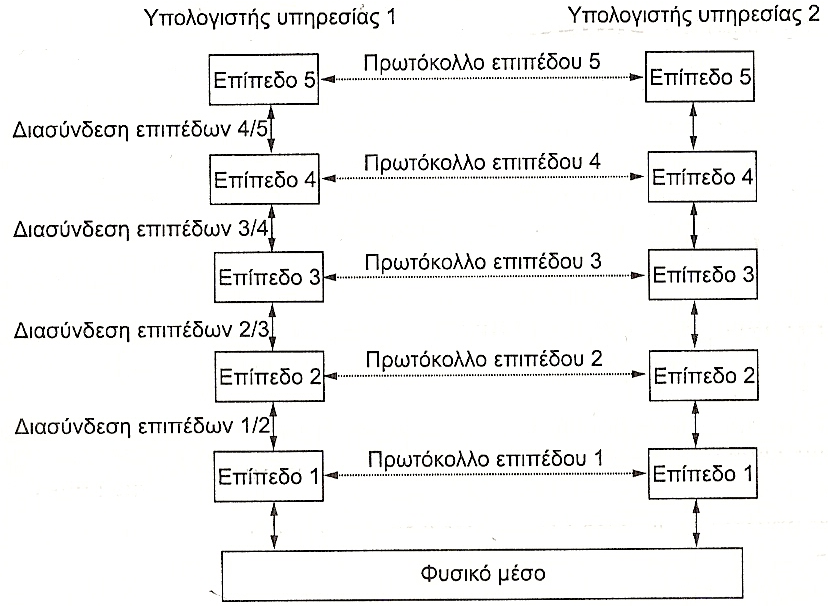 Υπολογιστής υπηρεσίας 1
Υπολογιστής υπηρεσίας 2
Επίπεδο 5
Πρωτόκολλο επιπέδου 5
Επίπεδο 5
Διασύνδεση επιπέδων 4/5
Επίπεδο 4
Πρωτόκολλο επιπέδου 4
Επίπεδο 4
Διασύνδεση επιπέδων 3/4
Επίπεδο 3
Πρωτόκολλο επιπέδου 3
Επίπεδο 3
Διασύνδεση επιπέδων 2/3
Επίπεδο 2
Πρωτόκολλο επιπέδου 2
Επίπεδο 2
Διασύνδεση επιπέδων 1/2
Επίπεδο 1
Πρωτόκολλο επιπέδου 1
Επίπεδο 1
Φυσικό μέσο